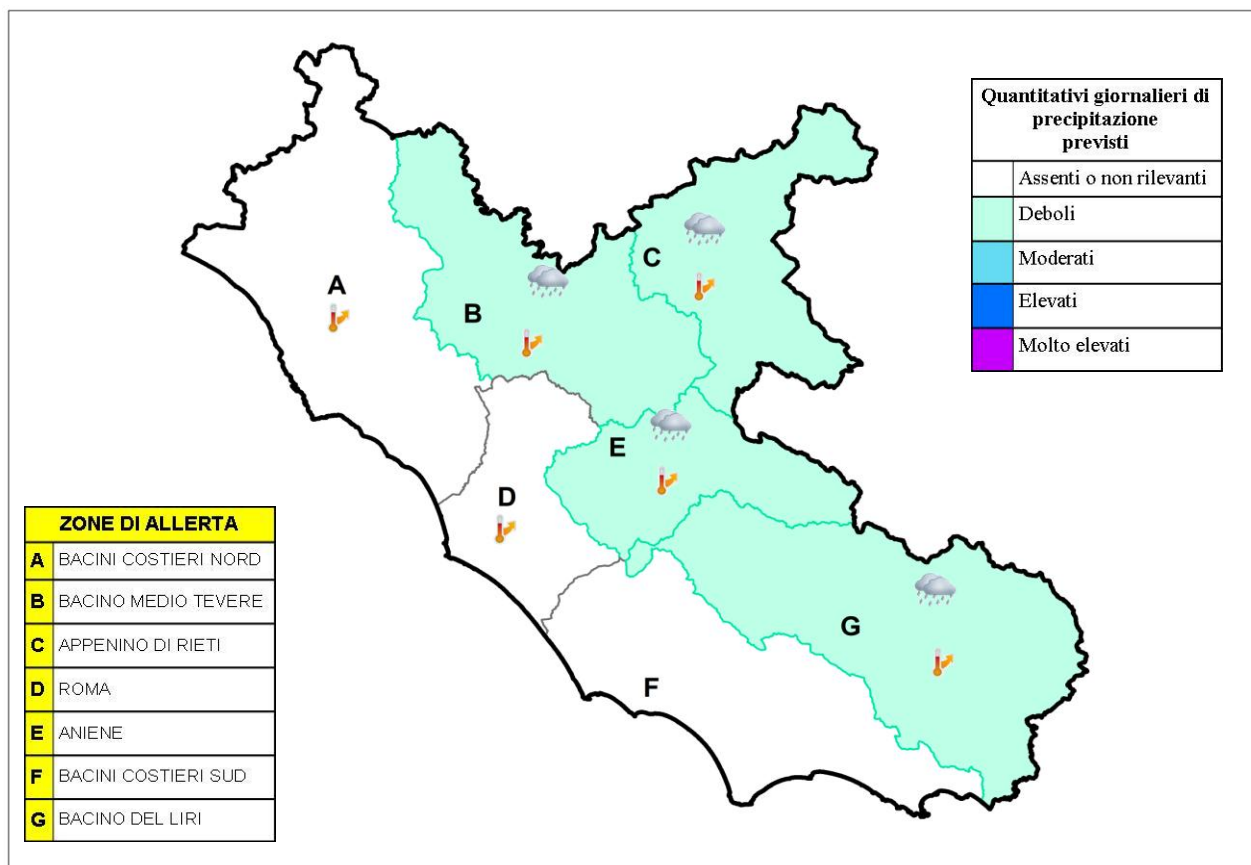 Quantitativi giornalieri di
precipitazione
previsti
Assenti o non rilevanti
Deboli
Moderati
Elevati
Molto elevati
C
A
B
E
D
G
F
ZONE DI ALLERTA
A BACINI COSTIERI NORD
B BACINO MEDIO TEVERE
C APPENINO DI RIETI
D ROMA
E ANIENE
F BACINI COSTIERI SUD
G BACINO DEL LIRI